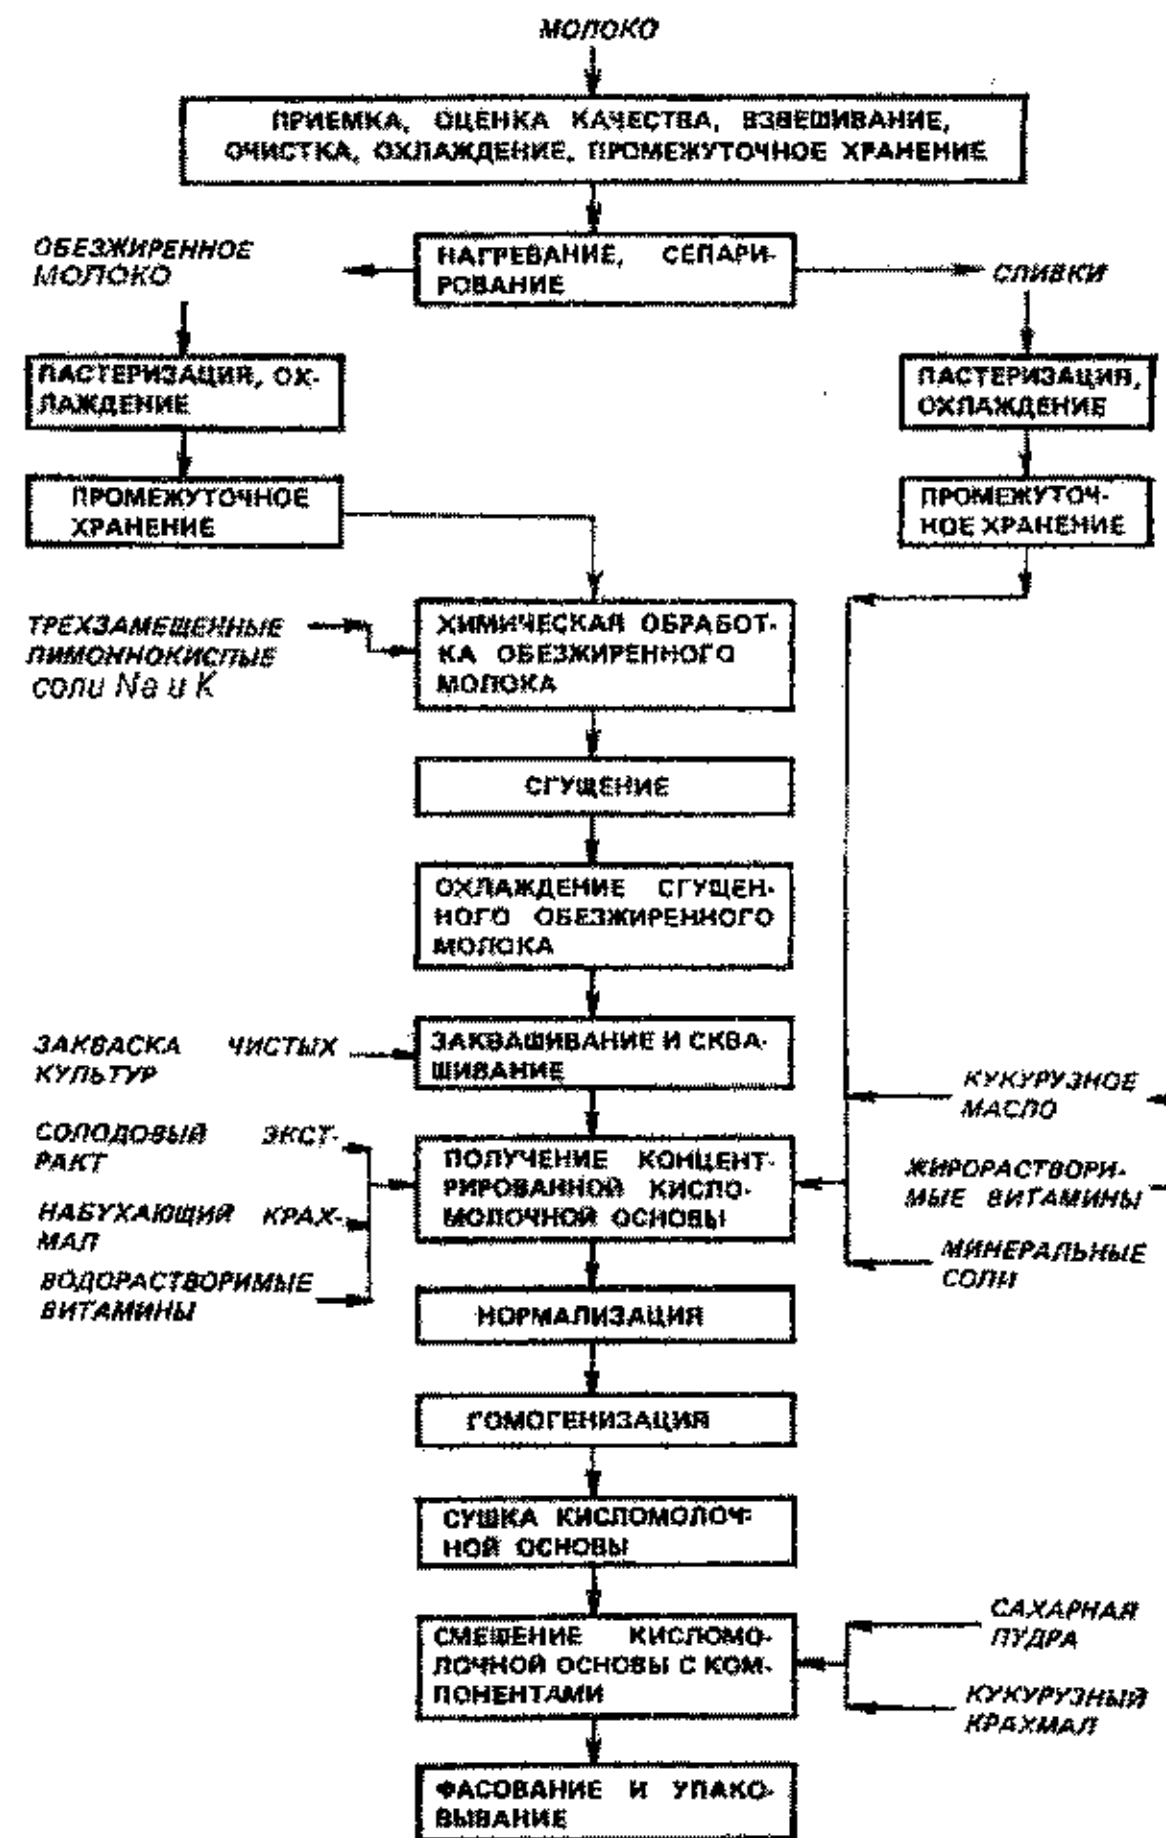 МОЛОКО
ПРИЕМКА, ОЦЕНКА КАЧЕСТВА, ВЗВЕШИВАНИЕ,
ОЧИСТКА, ОХЛАЖДЕНИЕ, ПРОМЕЖУТОЧНОЕ ХРАНЕНИЕ
ОБЕЗЖИРЕННОЕ
МОЛОКО
НАГРЕВАНИЕ, СЕПАРИ-
РОВАНИЕ
СЛИВКИ
ПАСТЕРИЗАЦИЯ, ОХ-
ЛАЖДЕНИЕ
ПАСТЕРИЗАЦИЯ,
ОХЛАЖДЕНИЕ
ПРОМЕЖУТОЧНОЕ
ХРАНЕНИЕ
ПРОМЕЖУТОЧ-
НОЕ ХРАНЕНИЕ
ТРЕХЗАМЕЩЕННЫЕ
ЛИМОННОКИСЛЫЕ
соли Na и K
ХИМИЧЕСКАЯ ОБРАБОТ-
КА ОБЕЗЖИРЕННОГО
МОЛОКА
СГУЩЕНИЕ
ОХЛАЖДЕНИЕ СГУЩЕН-
НОГО ОБЕЗЖИРЕННОГО
МОЛОКА
ЗАКВАСКА ЧИСТЫХ
КУЛЬТУР
ЗАКВАШИВАНИЕ И СКВА-
ШИВАНИЕ
КУКУРУЗНОЕ
МАСЛО
СОЛОДОВЫЙ ЭКСТ-
РАКТ
ПОЛУЧЕНИЕ КОНЦЕНТ-
РИРОВАННОЙ КИСЛО-
МОЛОЧНОЙ ОСНОВЫ
ЖИРОРАСТВОРИ-
МЫЕ ВИТАМИНЫ
НАБУХАЮЩИЙ КРАХ-
МАЛ
МИНЕРАЛЬНЫЕ
СОЛИ
ВОДОРАСТВОРИМЫЕ
ВИТАМИНЫ
НОРМАЛИЗАЦИЯ
ГОМОГЕНИЗАЦИЯ
СУШКА КИСЛОМОЛОЧ-
НОЙ ОСНОВЫ
СМЕШЕНИЕ КИСЛОМО-
ЛОЧНОЙ ОСНОВЫ С КОМ-
ПОНЕНТАМИ
САХАРНАЯ
ПУДРА
КУКУРУЗНЫЙ
КРАХМАЛ
ФАСОВАНИЕ И УПАКО-
ВЫВАНИЕ